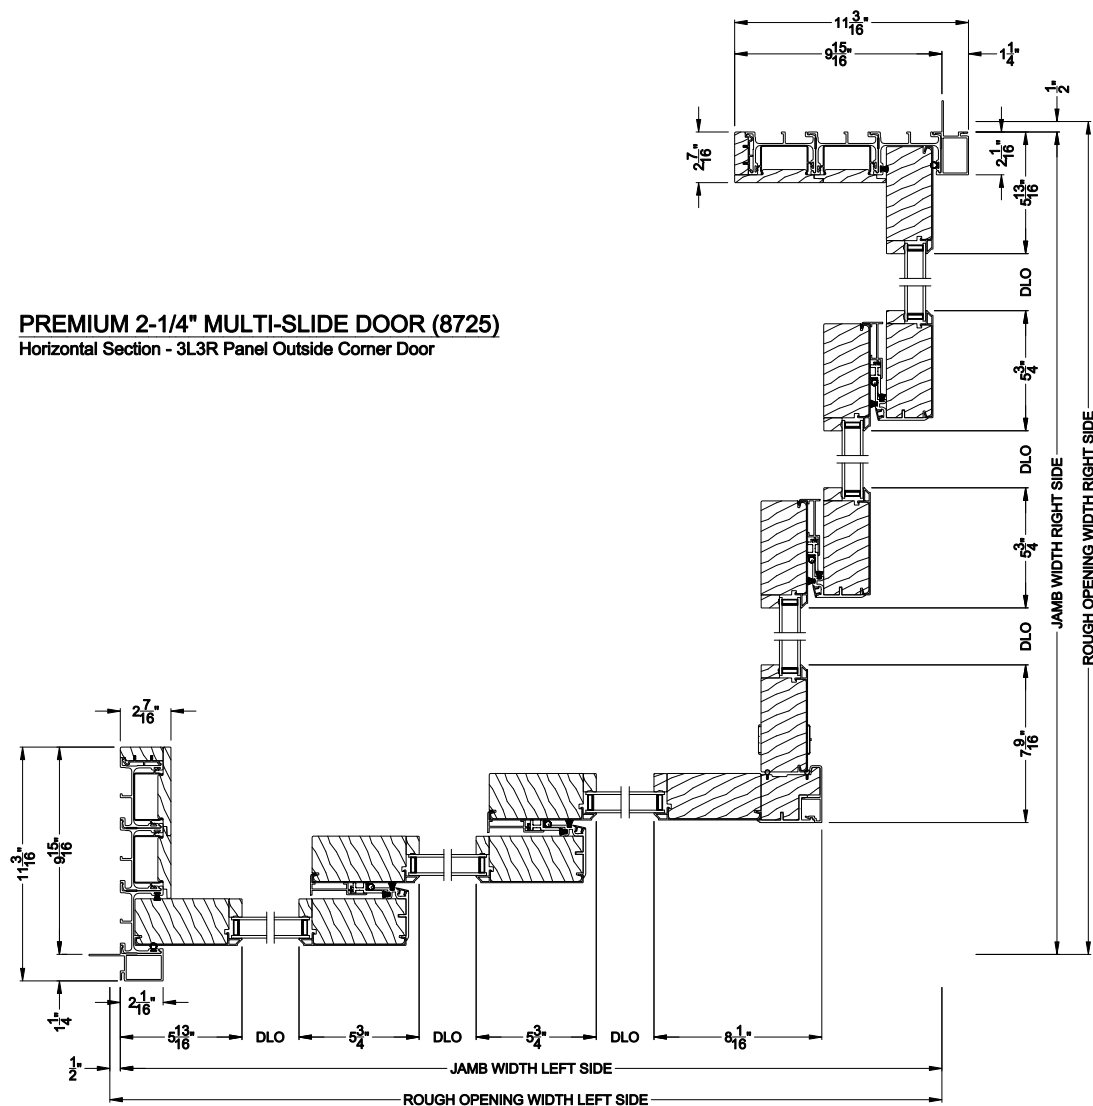 11 3/16"
9 15/16"
1 1/4"
1/2"
2 7/16"
2 1/16"
5 13/16"
DLO
PREMIUM 2-1/4" MULTI-SLIDE DOOR (8725)
Horizontal Section - 3L3R Panel Outside Corner Door
5 3/4"
DLO
5 3/4"
DLO
JAMB WIDTH RIGHT SIDE
ROUGH OPENING WIDTH RIGHT SIDE
7 9/16"
2 7/16"
11 3/16"
9 15/16"
2 1/16"
1 1/4"
5 13/16" DLO 5 3/4" DLO 5 3/4" DLO 8 1/16"
1/2"
JAMB WIDTH LEFT SIDE
ROUGH OPENING WIDTH LEFT SIDE